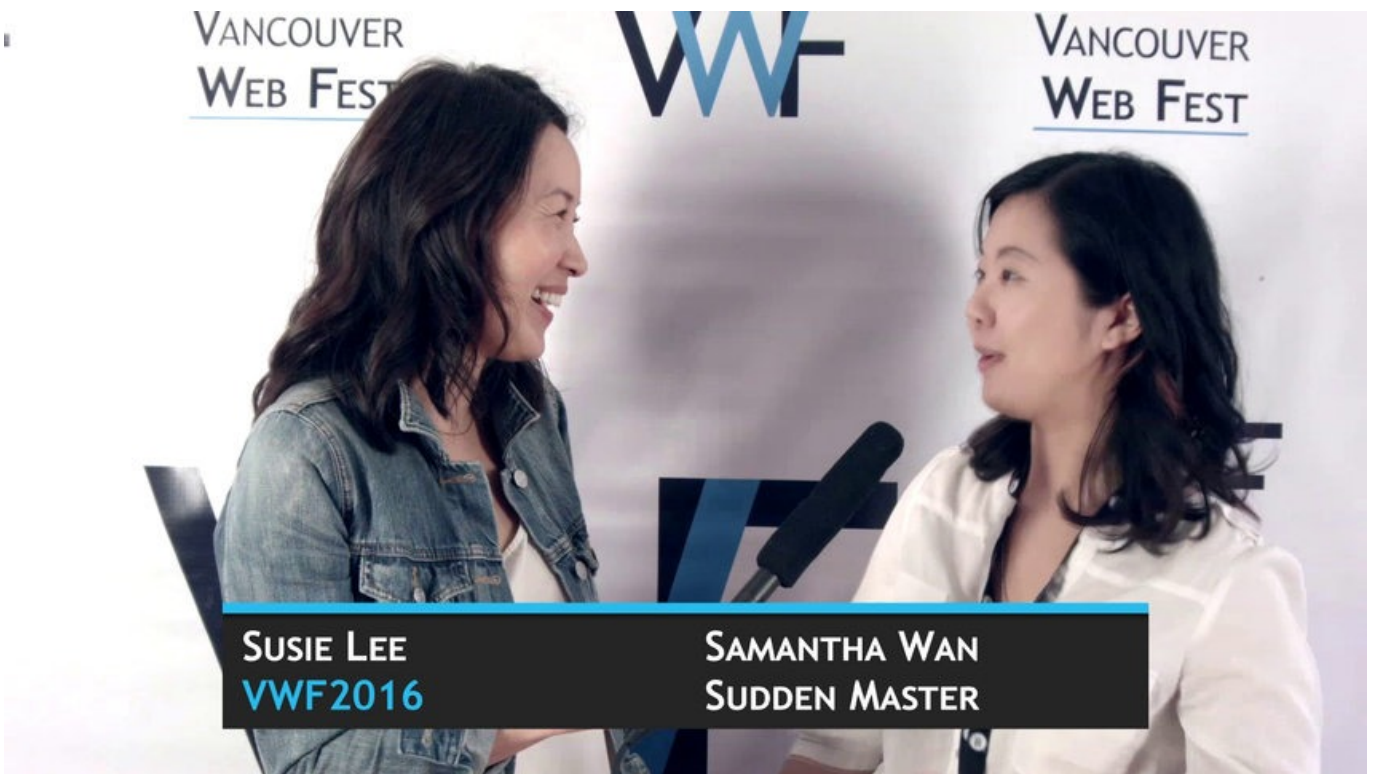 VANCOUVER
WEB FEST
VWF
VANCOUVER
WEB FEST
SUSIE LEE
VWF2016
SAMANTHA WAN
SUDDEN MASTER